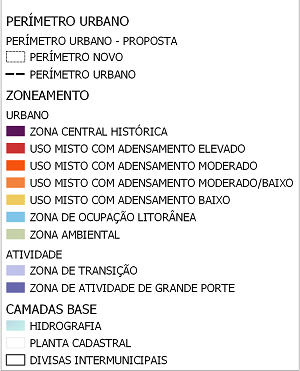 PERÍMETRO URBANO
PERÍMETRO URBANO - PROPOSTA
PERÍMETRO NOVO
PERÍMETRO URBANO
ZONEAMENTO
URBANO
ZONA CENTRAL HISTÓRICA
USO MISTO COM ADENSAMENTO ELEVADO
USO MISTO COM ADENSAMENTO MODERADO
USO MISTO COM ADENSAMENTO MODERADO/BAIXO
USO MISTO COM ADENSAMENTO BAIXO
ZONA DE OCUPAÇÃO LITORÂNEA
ZONA AMBIENTAL
ATIVIDADE
ZONA DE TRANSIÇÃO
ZONA DE ATIVIDADE DE GRANDE PORTE
CAMADAS BASE
HIDROGRAFIA
PLANTA CADASTRAL
DIVISAS INTERMUNICIPAIS